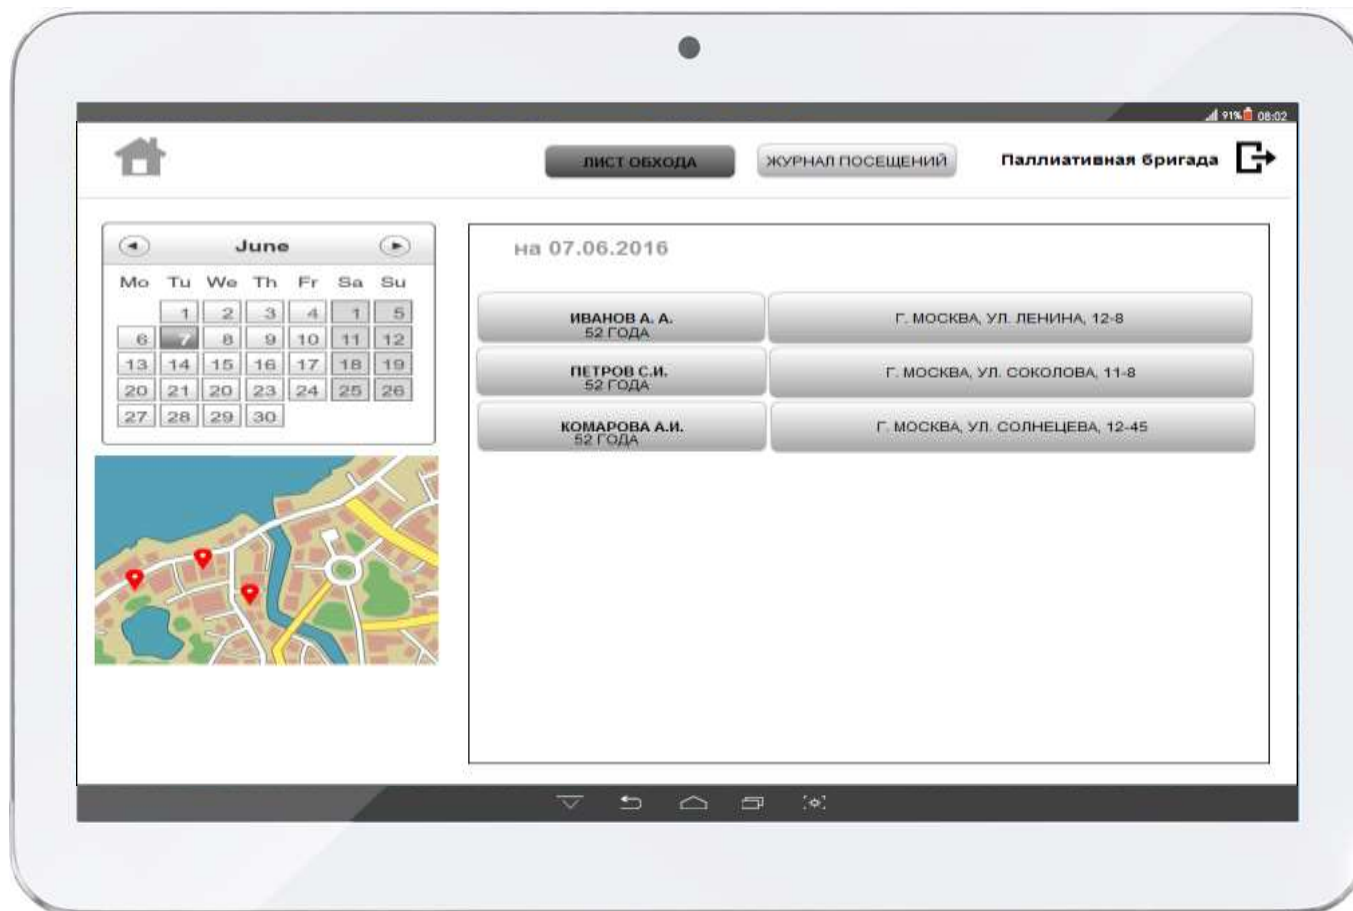 91% 08:02
ЛИСТ ОБХОДА ЖУРНАЛ ПОСЕЩЕНИЙ Паллиативная бригада
June
Mo Tu We Th Fr Sa Su
1 2 3 4 1 5
6 7 8 9 10 11 12
13 14 15 16 17 18 19
20 21 20 23 24 25 26
27 28 29 30
на 07.06.2016
ИВАНОВ А. А.
52 ГОДА
Г. МОСКВА, УЛ. ЛЕНИНА, 12-8
ПЕТРОВ С.И.
52 ГОДА
Г. МОСКВА, УЛ. СОКОЛОВА, 11-8
КОМАРОВА А.И.
52 ГОДА
Г. МОСКВА, УЛ. СОЛНЕЦЕВА, 12-45